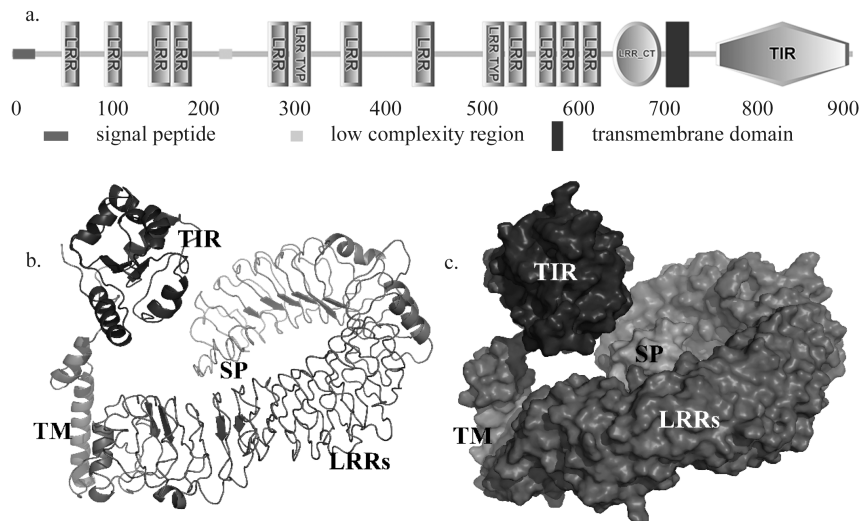 a.
LRR LRR LRR LRR LRR LRR_TYP LRR LRR LRR_TYP LRR LRR LRR LRR LRR_CT TIR
0 100 200 300 400 500 600 700 800 900
signal peptide low complexity region transmembrane domain
b. TIR SP TM LRRs
c. TIR SP TM LRRs